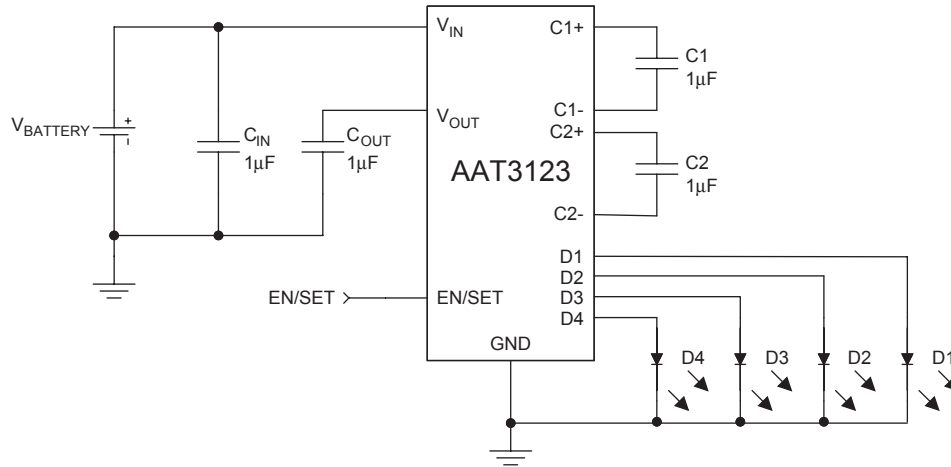 V_IN
C1+
C1
1µF
V_BATTERY
+
-
C_IN
1µF
C_OUT
1µF
V_OUT
C1-
C2+
AAT3123
C2
1µF
C2-
D1
D2
EN/SET
EN/SET
D3
D4
GND
D4
D3
D2
D1